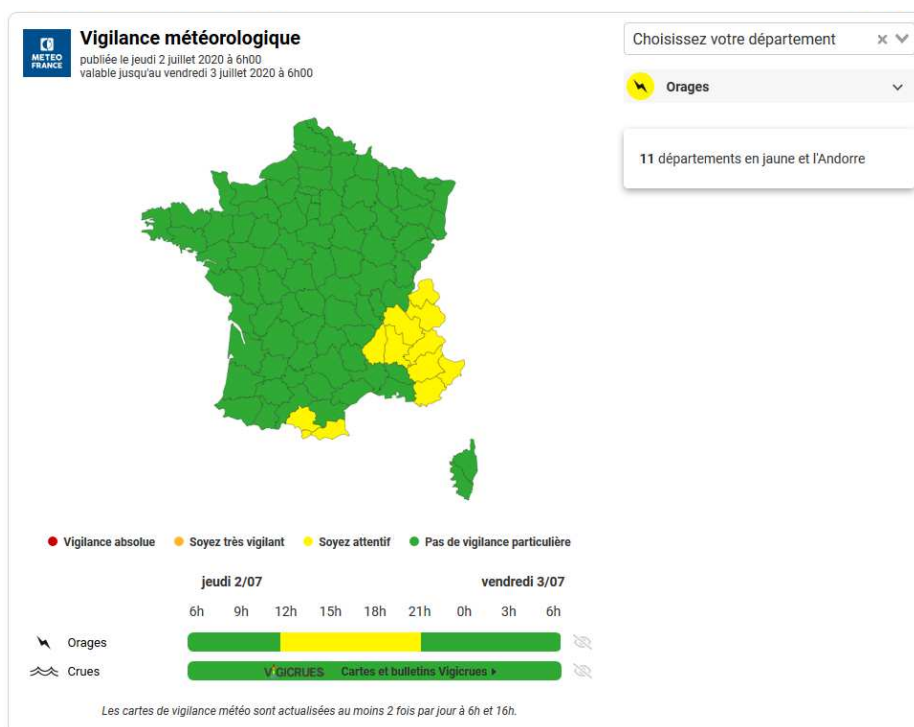 METEO
FRANCE
Vigilance météorologique
publiée le jeudi 2 juillet 2020 à 6h00
valable jusqu'au vendredi 3 juillet 2020 à 6h00
Choisissez votre département
Orages
11 départements en jaune et l'Andorre
Vigilance absolue Soyez très vigilant Soyez attentif Pas de vigilance particulière
jeudi 2/07 vendredi 3/07
6h 9h 12h 15h 18h 21h 0h 3h 6h
Orages
Crues VIGICRUES Cartes et bulletins Vigicrues
Les cartes de vigilance météo sont actualisées au moins 2 fois par jour à 6h et 16h.